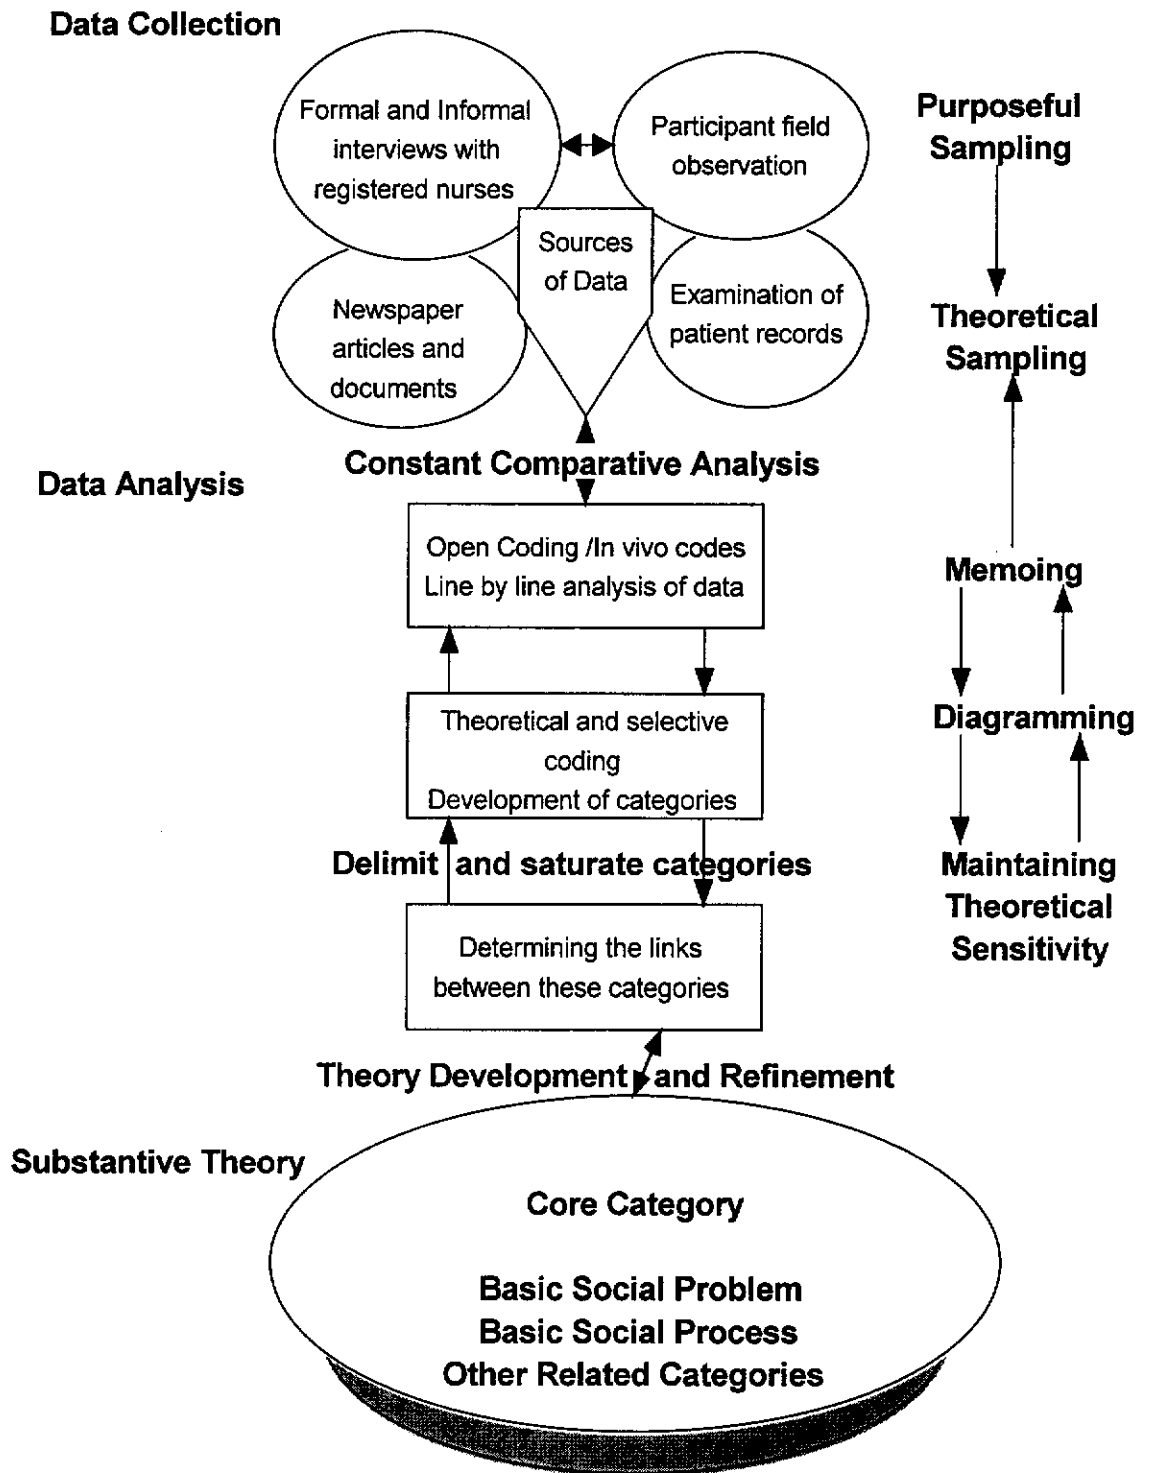 Data Collection
Formal and Informal
interviews with
registered nurses
Participant field
observation
Sources
of Data
Newspaper
articles and
documents
Examination of
patient records
Purposeful
Sampling
Theoretical
Sampling
Data Analysis
Constant Comparative Analysis
Open Coding /In vivo codes
Line by line analysis of data
Theoretical and selective
coding
Development of categories
Delimit and saturate categories
Determining the links
between these categories
Memoing
Diagramming
Maintaining
Theoretical
Sensitivity
Theory Development and Refinement
Substantive Theory
Core Category
Basic Social Problem
Basic Social Process
Other Related Categories